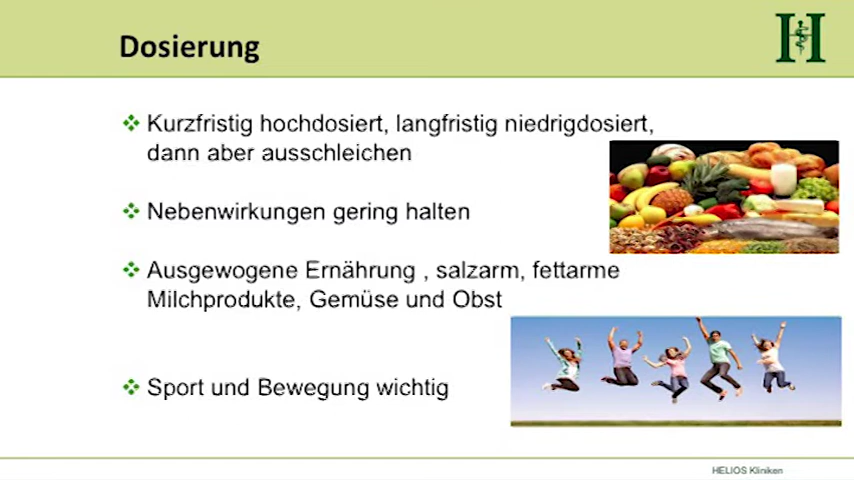 Dosierung
H
Kurzfristig hochdosiert, langfristig niedrigdosiert,
dann aber ausschleichen
Nebenwirkungen gering halten
Ausgewogene Ernährung , salzarm, fettarme
Milchprodukte, Gemüse und Obst
Sport und Bewegung wichtig
HELIOS Kliniken